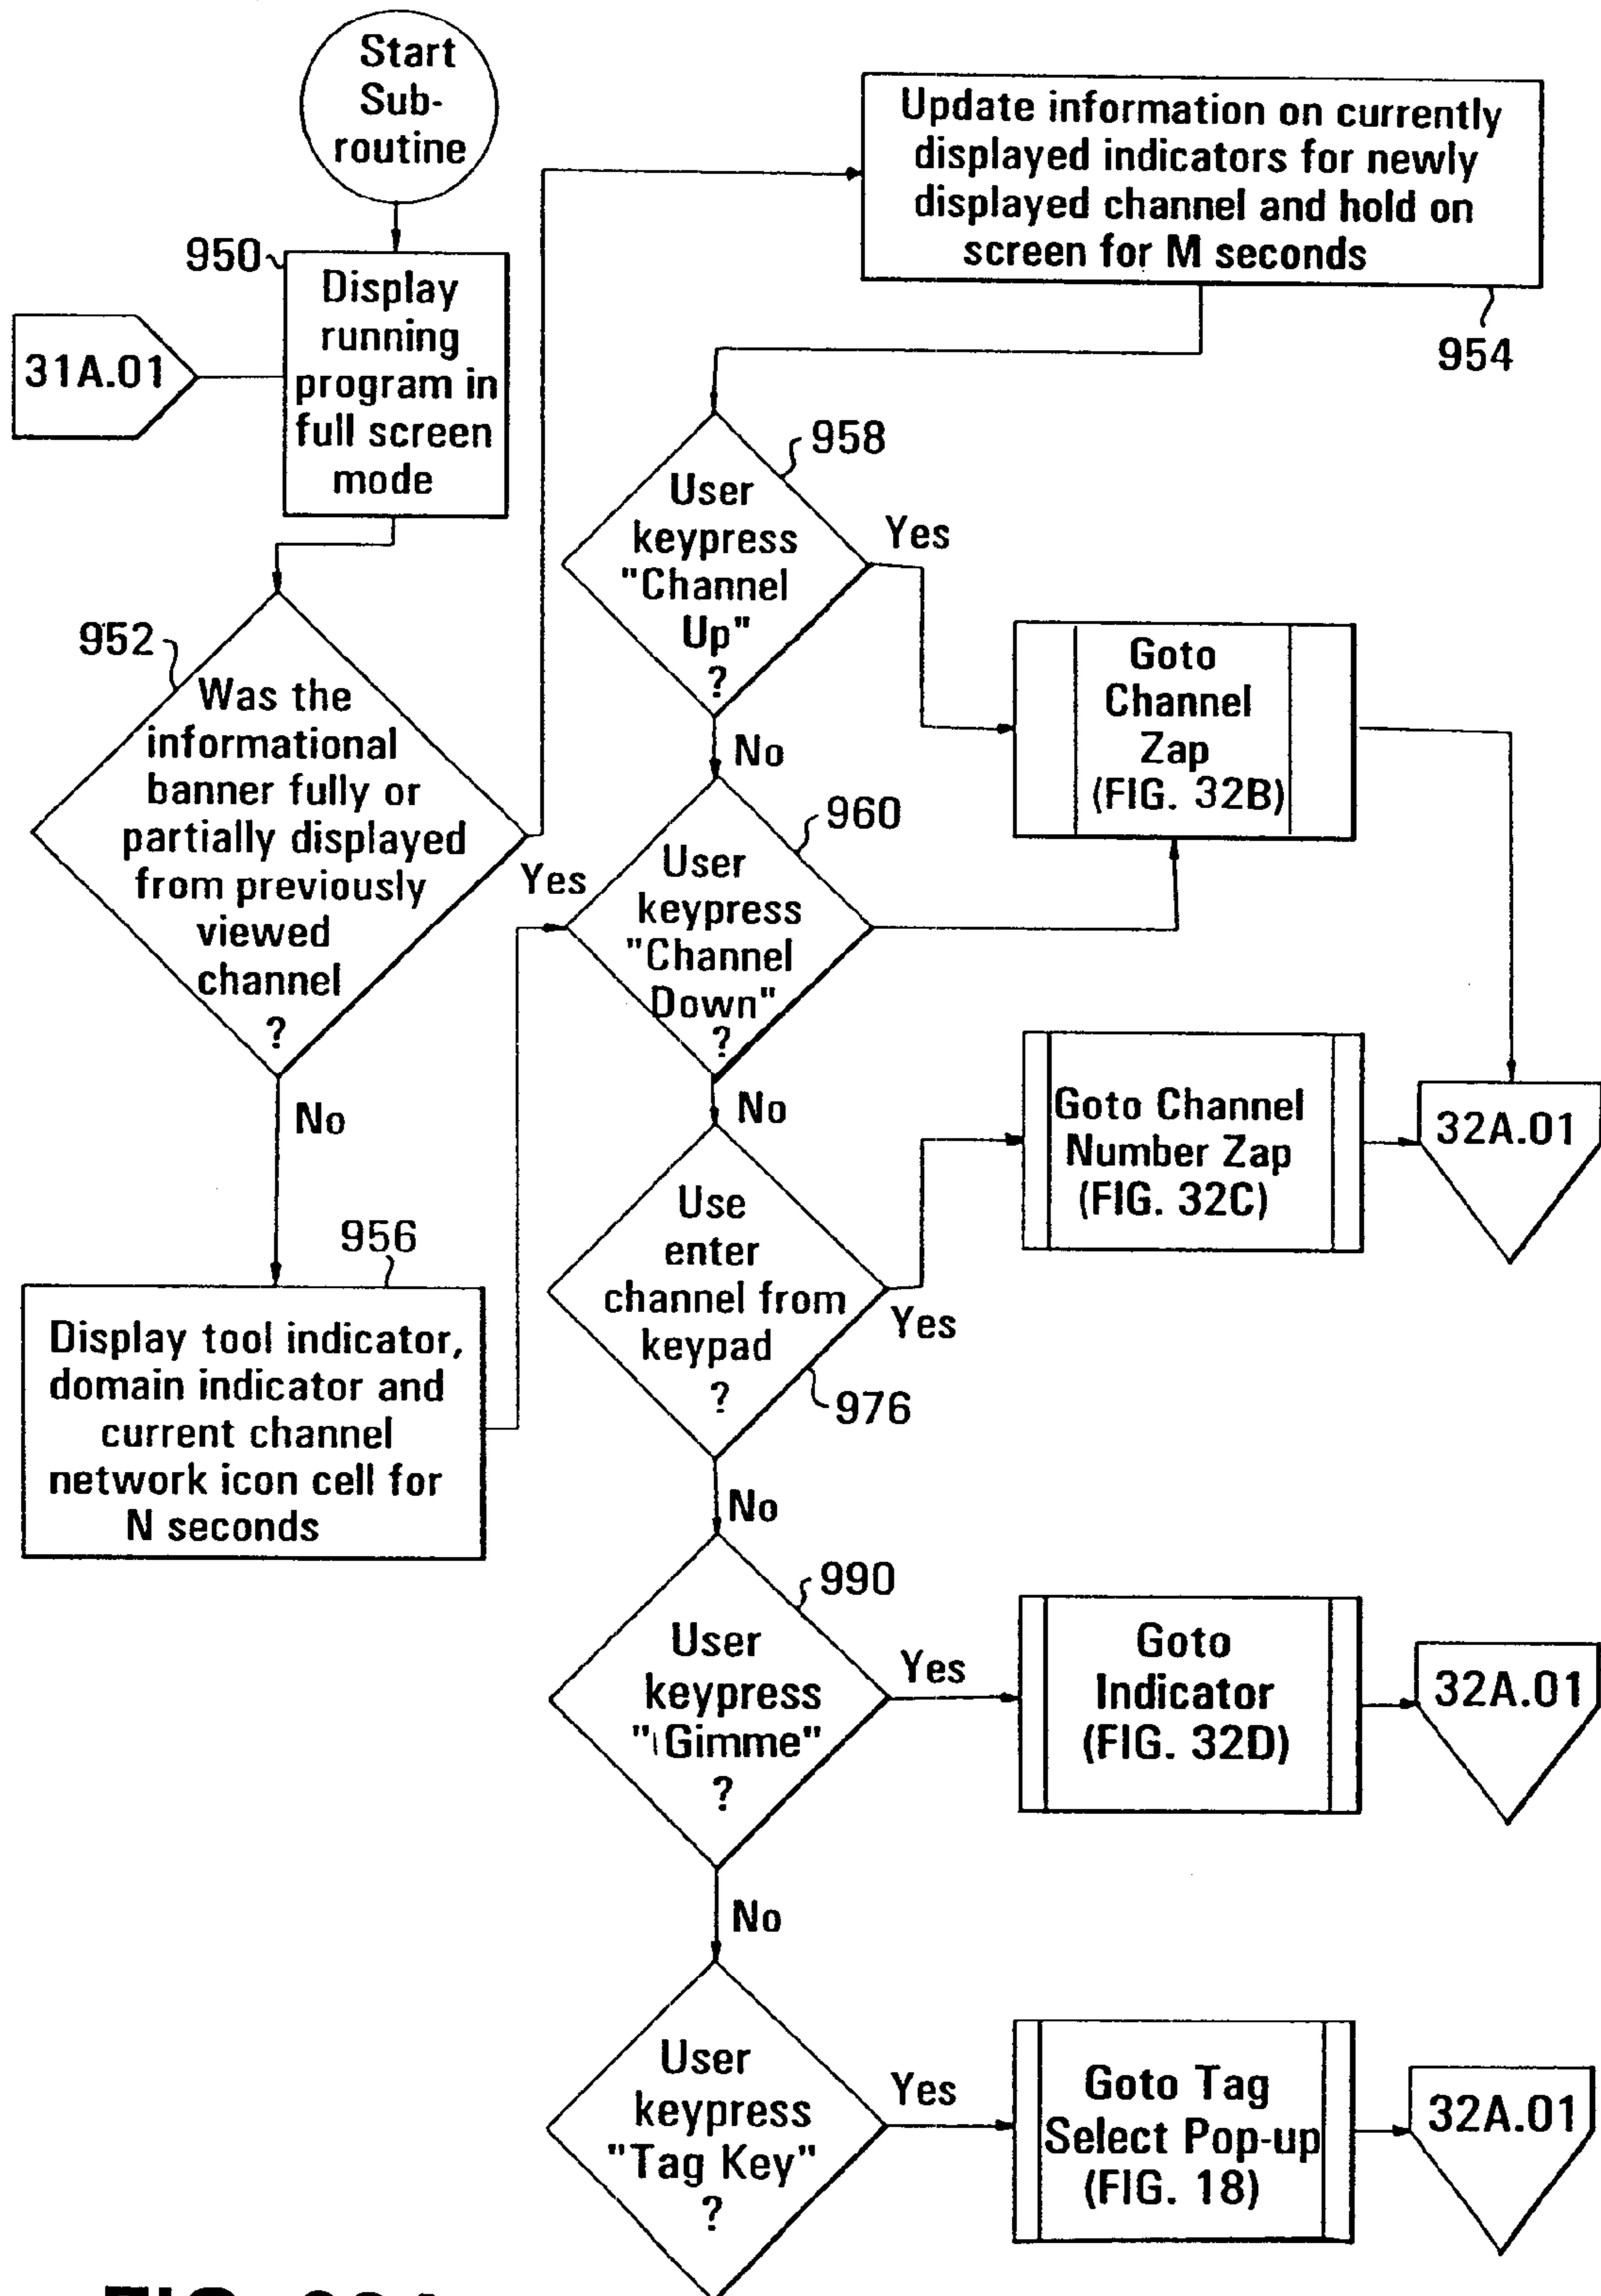 Start
Sub-
routine
950
Display
running
program in
full screen
mode
31A.01
952
Was the
informational
banner fully or
partially displayed
from previously
viewed
channel
?
Yes
No
956
Display tool indicator,
domain indicator and
current channel
network icon cell for
N seconds
Update information on currently
displayed indicators for newly
displayed channel and hold on
screen for M seconds
954
958
User
keypress
"Channel
Up"
?
Yes
No
Goto
Channel
Zap
(FIG. 32B)
960
User
keypress
"Channel
Down"
?
No
Use
enter
channel from
keypad
?
976
Yes
No
Goto Channel
Number Zap
(FIG. 32C)
32A.01
990
User
keypress
"Gimme"
?
Yes
No
Goto
Indicator
(FIG. 32D)
32A.01
User
keypress
"Tag Key"
?
Yes
Goto Tag
Select Pop-up
(FIG. 18)
32A.01